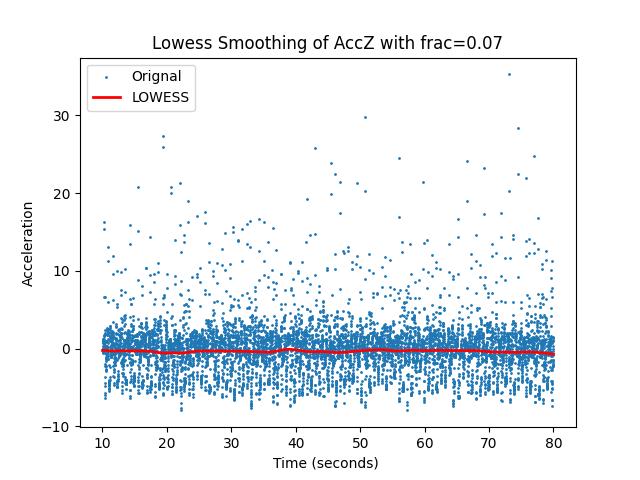 Lowess Smoothing of AccZ with frac=0.07
Orignal
LOWESS
30
20
10
0
−10
Acceleration
10 20 30 40 50 60 70 80
Time (seconds)